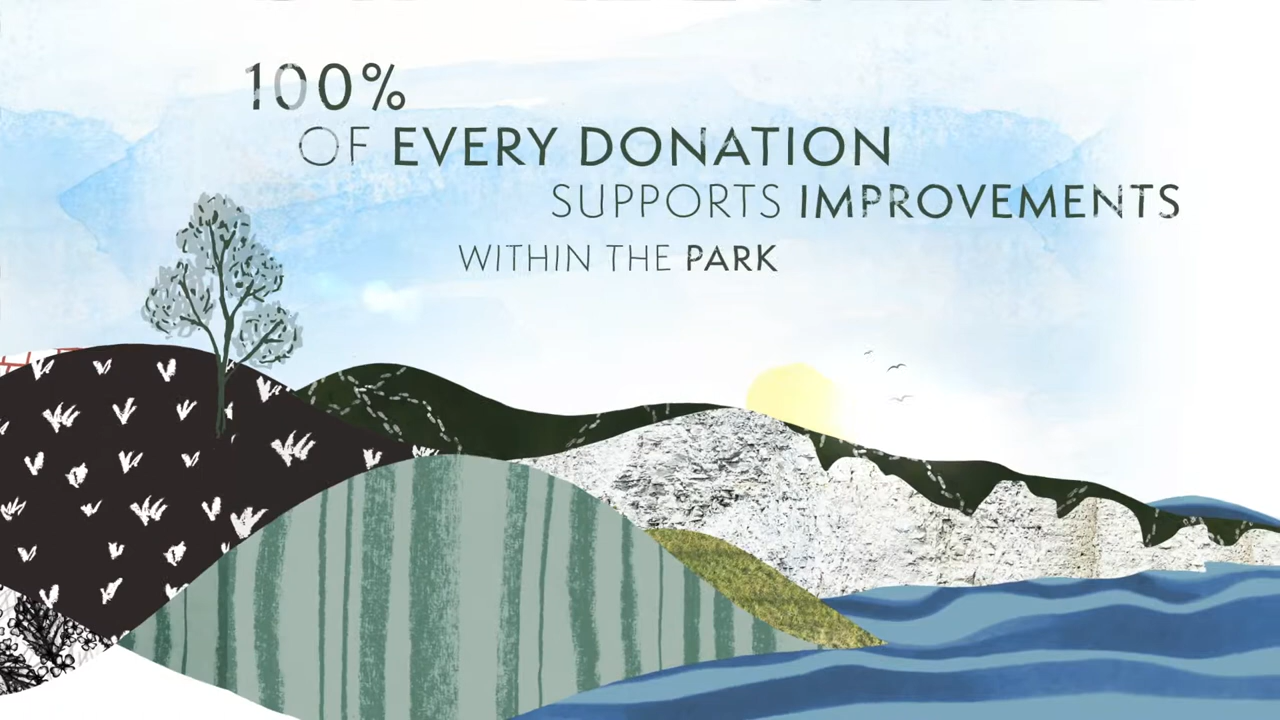 100%
OF EVERY DONATION
SUPPORTS IMPROVEMENTS
WITHIN THE PARK